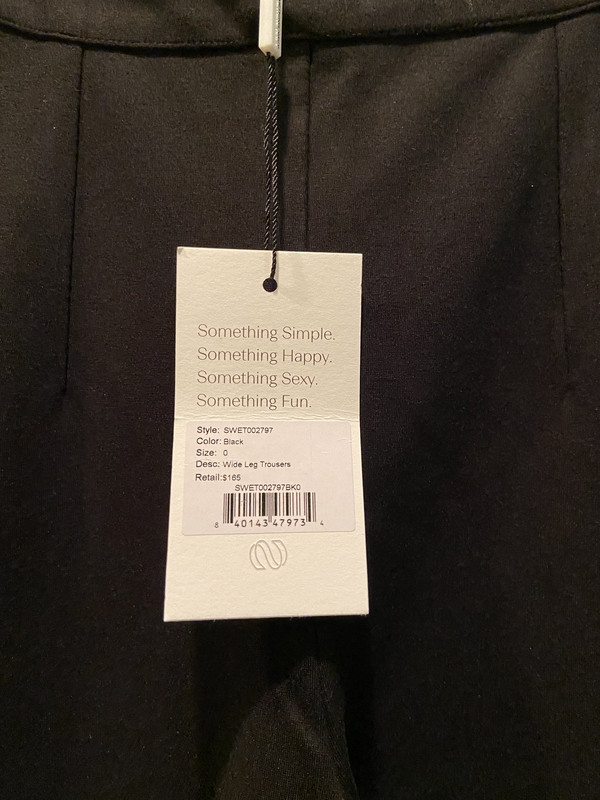 Something Simple.
Something Happy.
Something Sexy.
Something Fun.
Style: SWET002797
Color: Black
Size: 0
Desc: Wide Leg Trousers
Retail:$165
SWET002797BK0
8 40143 47973 4